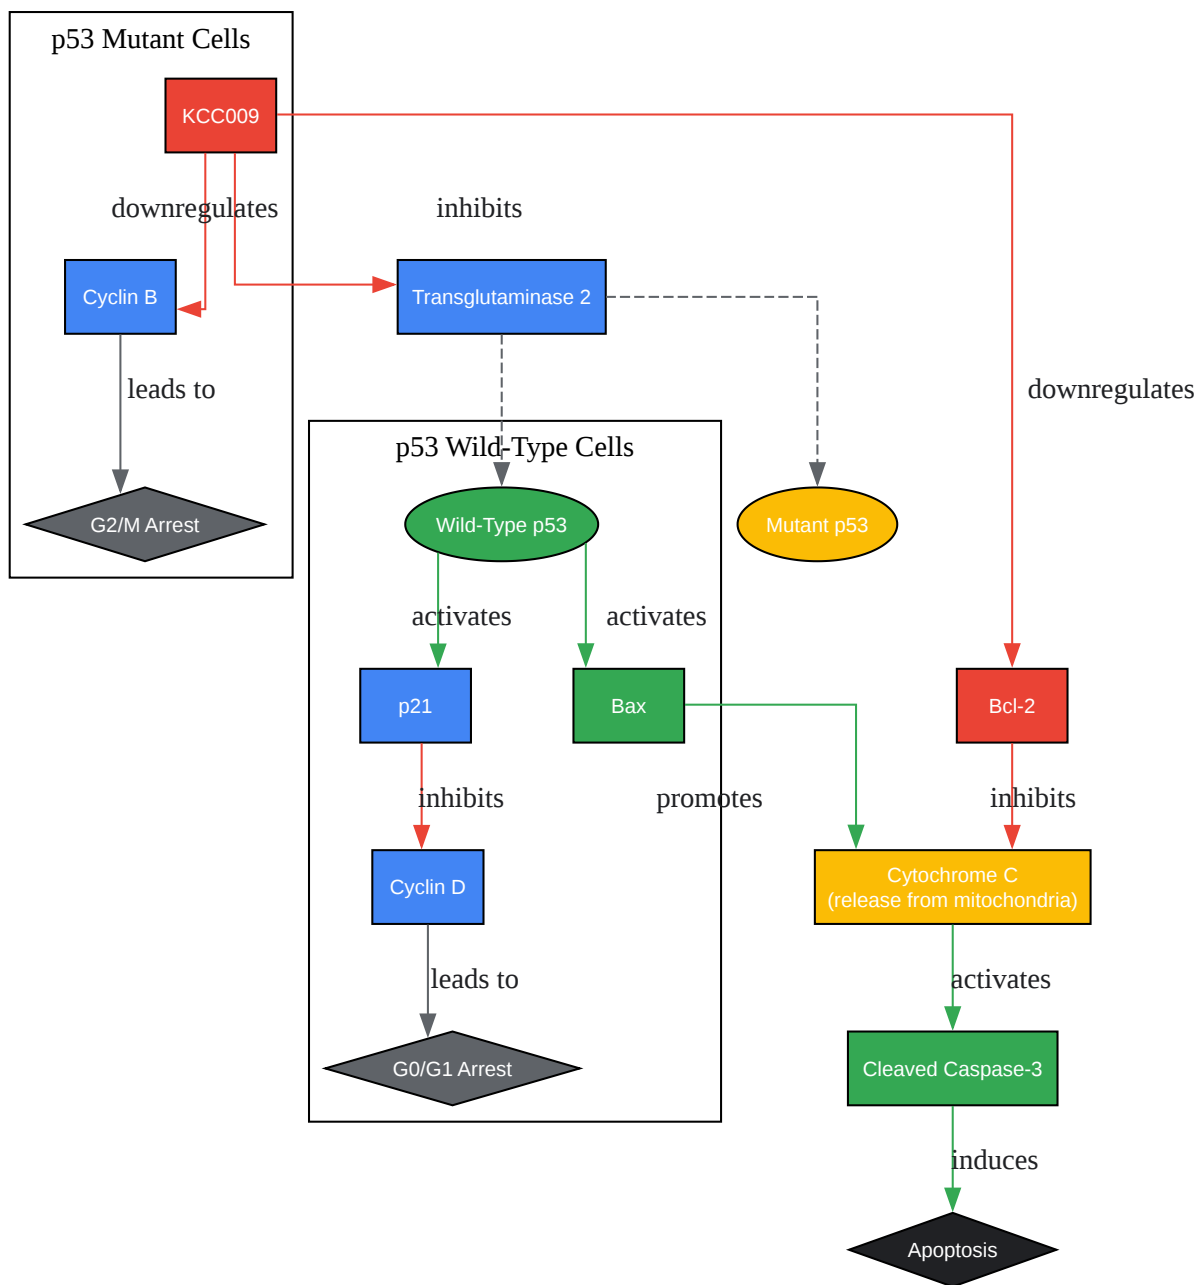 p53 Mutant Cells
KCC009
downregulates
inhibits
Cyclin B
Transglutaminase 2
leads to
downregulates
p53 Wild-Type Cells
G2/M Arrest
Wild-Type p53
Mutant p53
activates
activates
p21
Bax
Bcl-2
inhibits
promotes
inhibits
Cyclin D
Cytochrome C
(release from mitochondria)
leads to
activates
G0/G1 Arrest
Cleaved Caspase-3
induces
Apoptosis